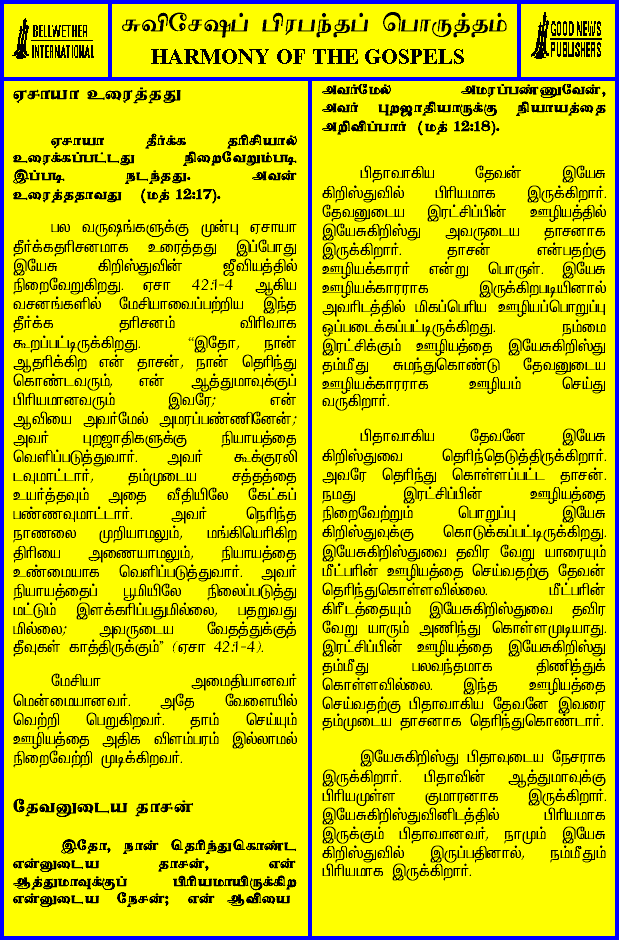 BELLWETHER
INTERNATIONAL
சுவிசேஷப் பிரபந்தப் பொருத்தம்
HARMONY OF THE GOSPELS
GOOD NEWS
PUBLISHERS
ஏசாயா உரைத்தது
ஏசாயா தீர்க்க தரிசியால்
உரைக்கப்பட்டது நிறைவேறும்படி
இப்படி நடந்தது. அவன்
உரைத்ததாவது (மத் 12:17).
பல வருஷங்களுக்கு முன்பு ஏசாயா
தீர்க்கதரிசனமாக உரைத்தது இப்போது
இயேசு கிறிஸ்துவின் ஜீவியத்தில்
நிறைவேறுகிறது. ஏசா 42:1-4 ஆகிய
வசனங்களில் மேசியாவைப்பற்றிய இந்த
தீர்க்க தரிசனம் விரிவாக
கூறப்பட்டிருக்கிறது. “இதோ, நான்
ஆதரிக்கிற என் தாசன், நான் தெரிந்து
கொண்டவரும், என் ஆத்துமாவுக்குப்
பிரியமானவரும் இவரே; என்
ஆவியை அவர்மேல் அமரப்பண்ணினேன்;
அவர் புறஜாதிகளுக்கு நியாயத்தை
வெளிப்படுத்துவார். அவர் கூக்குரலி
டவுமாட்டார், தம்முடைய சத்தத்தை
உயர்த்தவும் அதை வீதியிலே கேட்கப்
பண்ணவுமாட்டார். அவர் நெரிந்த
நாணலை முறியாமலும், மங்கியெரிகிற
திரியை அணையாமலும், நியாயத்தை
உண்மையாக வெளிப்படுத்துவார். அவர்
நியாயத்தைப் பூமியிலே நிலைப்படுத்து
மட்டும் இளக்கரிப்பதுமில்லை, பதறுவது
மில்லை; அவருடைய வேதத்துக்குத்
தீவுகள் காத்திருக்கும்” (ஏசா 42:1-4).
மேசியா அமைதியானவர்
மென்மையானவர். அதே வேளையில்
வெற்றி பெறுகிறவர். தாம் செய்யும்
ஊழியத்தை அதிக விளம்பரம் இல்லாமல்
நிறைவேற்றி முடிக்கிறவர்.
தேவனுடைய தாசன்
இதோ, நான் தெரிந்துகொண்ட
என்னுடைய தாசன், என்
ஆத்துமாவுக்குப் பிரியமாயிருக்கிற
என்னுடைய நேசன்; என் ஆவியை
அவர்மேல் அமரப்பண்ணுவேன்,
அவர் புறஜாதியாருக்கு நியாயத்தை
அறிவிப்பார் (மத் 12:18).
பிதாவாகிய தேவன் இயேசு
கிறிஸ்துவில் பிரியமாக இருக்கிறார்.
தேவனுடைய இரட்சிப்பின் ஊழியத்தில்
இயேசுகிறிஸ்து அவருடைய தாசனாக
இருக்கிறார். தாசன் என்பதற்கு
ஊழியக்காரர் என்று பொருள். இயேசு
ஊழியக்காரராக இருக்கிறபடியினால்
அவரிடத்தில் மிகப்பெரிய ஊழியப்பொறுப்பு
ஒப்படைக்கப்பட்டிருக்கிறது. நம்மை
இரட்சிக்கும் ஊழியத்தை இயேசுகிறிஸ்து
தம்மீது சுமந்துகொண்டு தேவனுடைய
ஊழியக்காரராக ஊழியம் செய்து
வருகிறார்.
பிதாவாகிய தேவனே இயேசு
கிறிஸ்துவை தெரிந்தெடுத்திருக்கிறார்.
அவரே தெரிந்து கொள்ளப்பட்ட தாசன்.
நமது இரட்சிப்பின் ஊழியத்தை
நிறைவேற்றும் பொறுப்பு இயேசு
கிறிஸ்துவுக்கு கொடுக்கப்பட்டிருக்கிறது.
இயேசுகிறிஸ்துவை தவிர வேறு யாரையும்
மீட்பரின் ஊழியத்தை செய்வதற்கு தேவன்
தெரிந்துகொள்ளவில்லை. மீட்பரின்
கிரீடத்தையும் இயேசுகிறிஸ்துவை தவிர
வேறு யாரும் அணிந்து கொள்ளமுடியாது.
இரட்சிப்பின் ஊழியத்தை இயேசுகிறிஸ்து
தம்மீது பலவந்தமாக திணித்துக்
கொள்ளவில்லை. இந்த ஊழியத்தை
செய்வதற்கு பிதாவாகிய தேவனே இவரை
தம்முடைய தாசனாக தெரிந்துகொண்டார்.
இயேசுகிறிஸ்து பிதாவுடைய நேசராக
இருக்கிறார். பிதாவின் ஆத்துமாவுக்கு
பிரியமுள்ள குமாரனாக இருக்கிறார்.
இயேசுகிறிஸ்துவினிடத்தில் பிரியமாக
இருக்கும் பிதாவானவர், நாமும் இயேசு
கிறிஸ்துவில் இருப்பதினால், நம்மீதும்
பிரியமாக இருக்கிறார்.